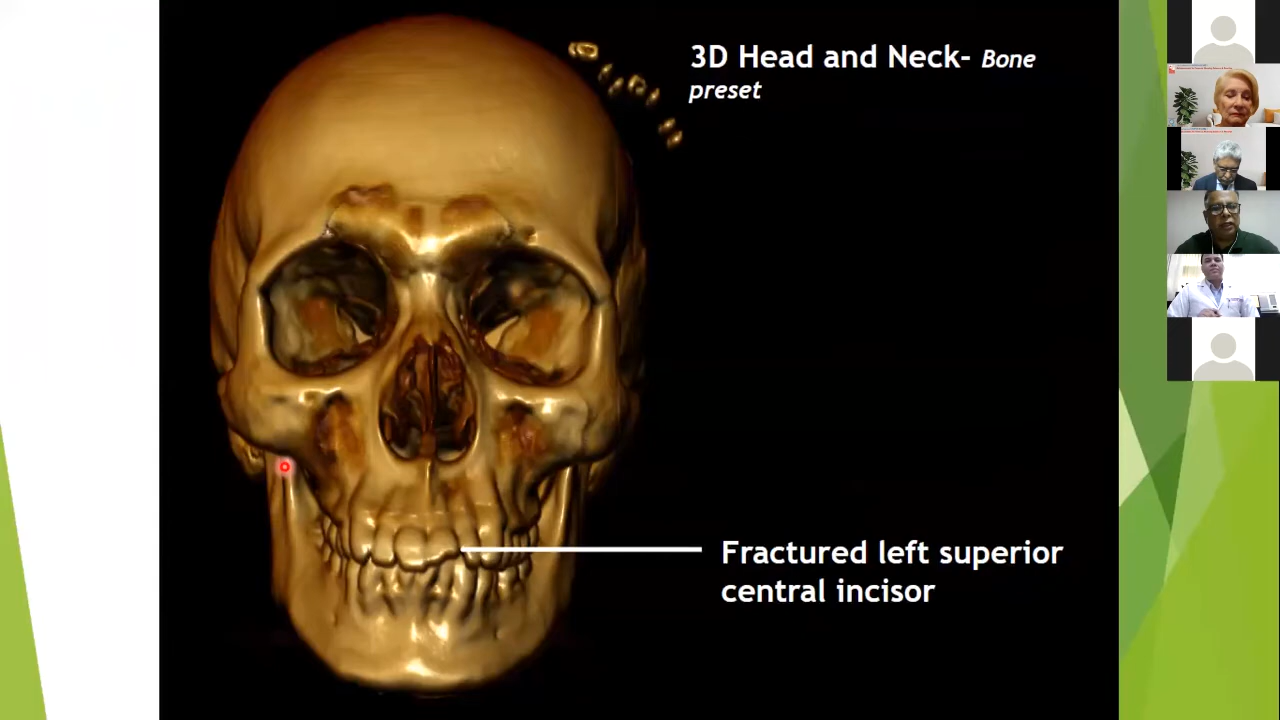 3D Head and Neck- Bone
preset
Fractured left superior
central incisor